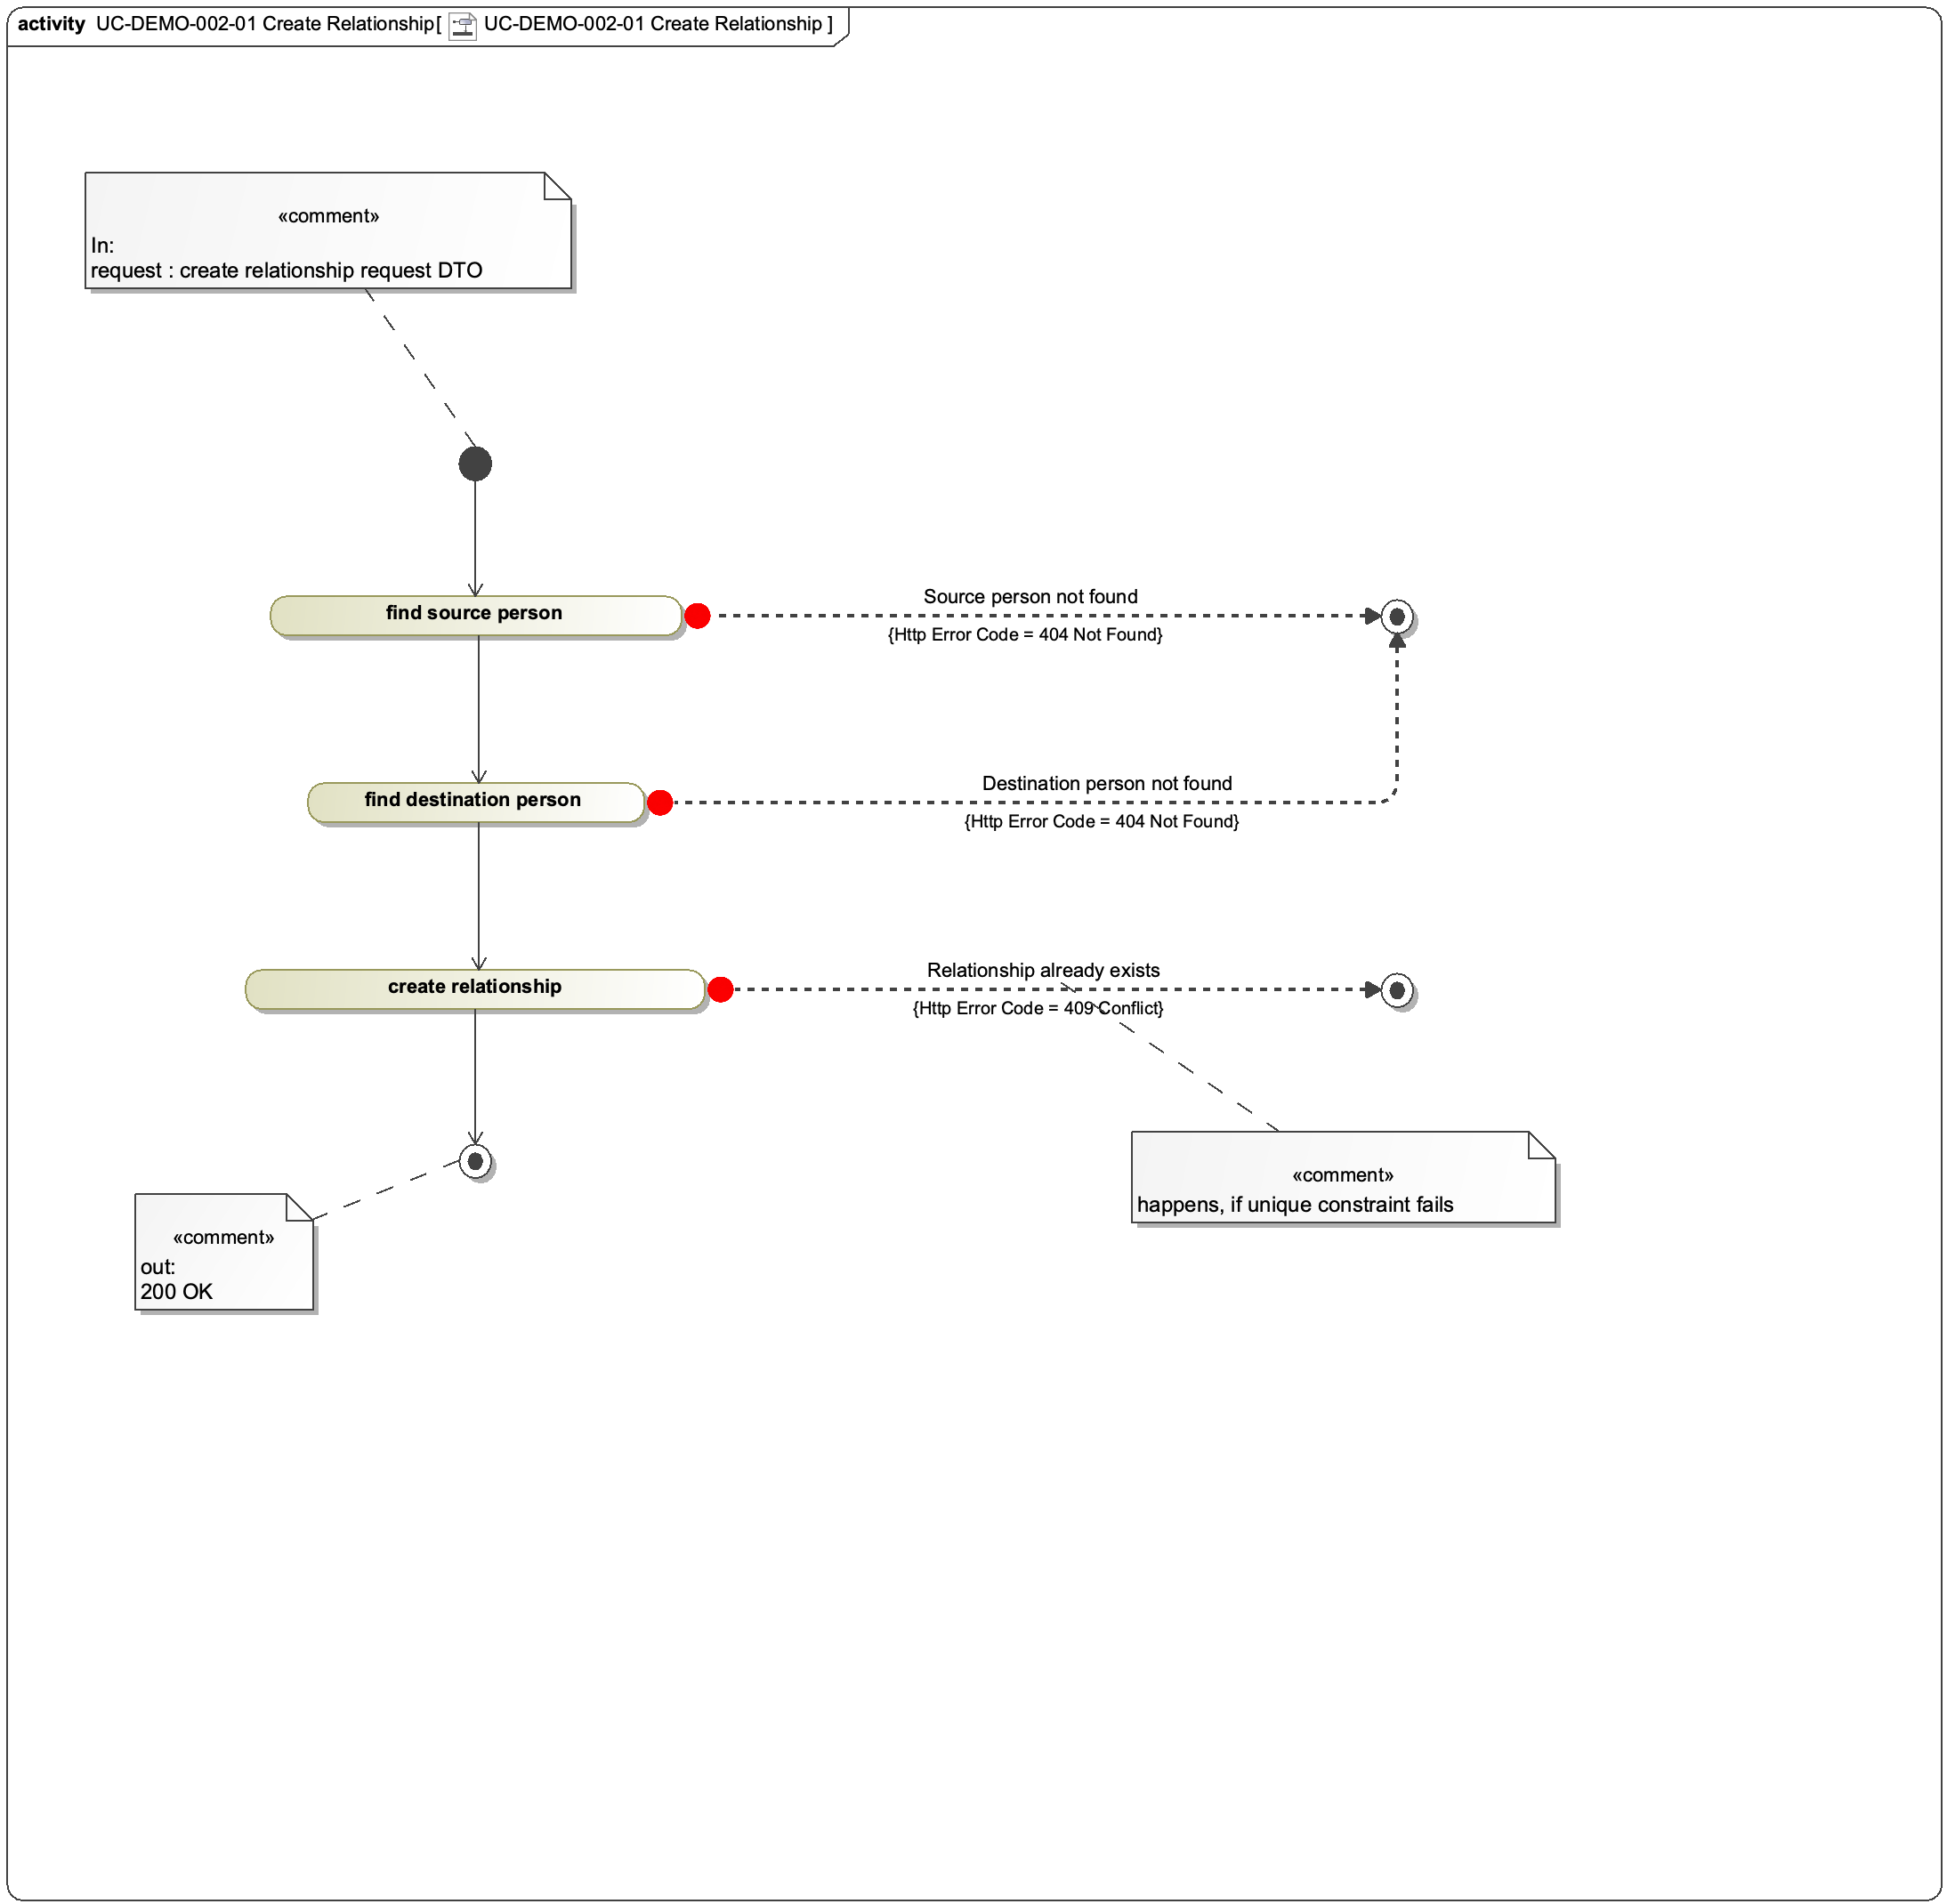 activity UC-DEMO-002-01 Create Relationship[ UC-DEMO-002-01 Create Relationship ]
«comment»
In:
request : create relationship request DTO
find source person
Source person not found
{Http Error Code = 404 Not Found}
find destination person
Destination person not found
{Http Error Code = 404 Not Found}
create relationship
Relationship already exists
{Http Error Code = 409 Conflict}
«comment»
happens, if unique constraint fails
«comment»
out:
200 OK